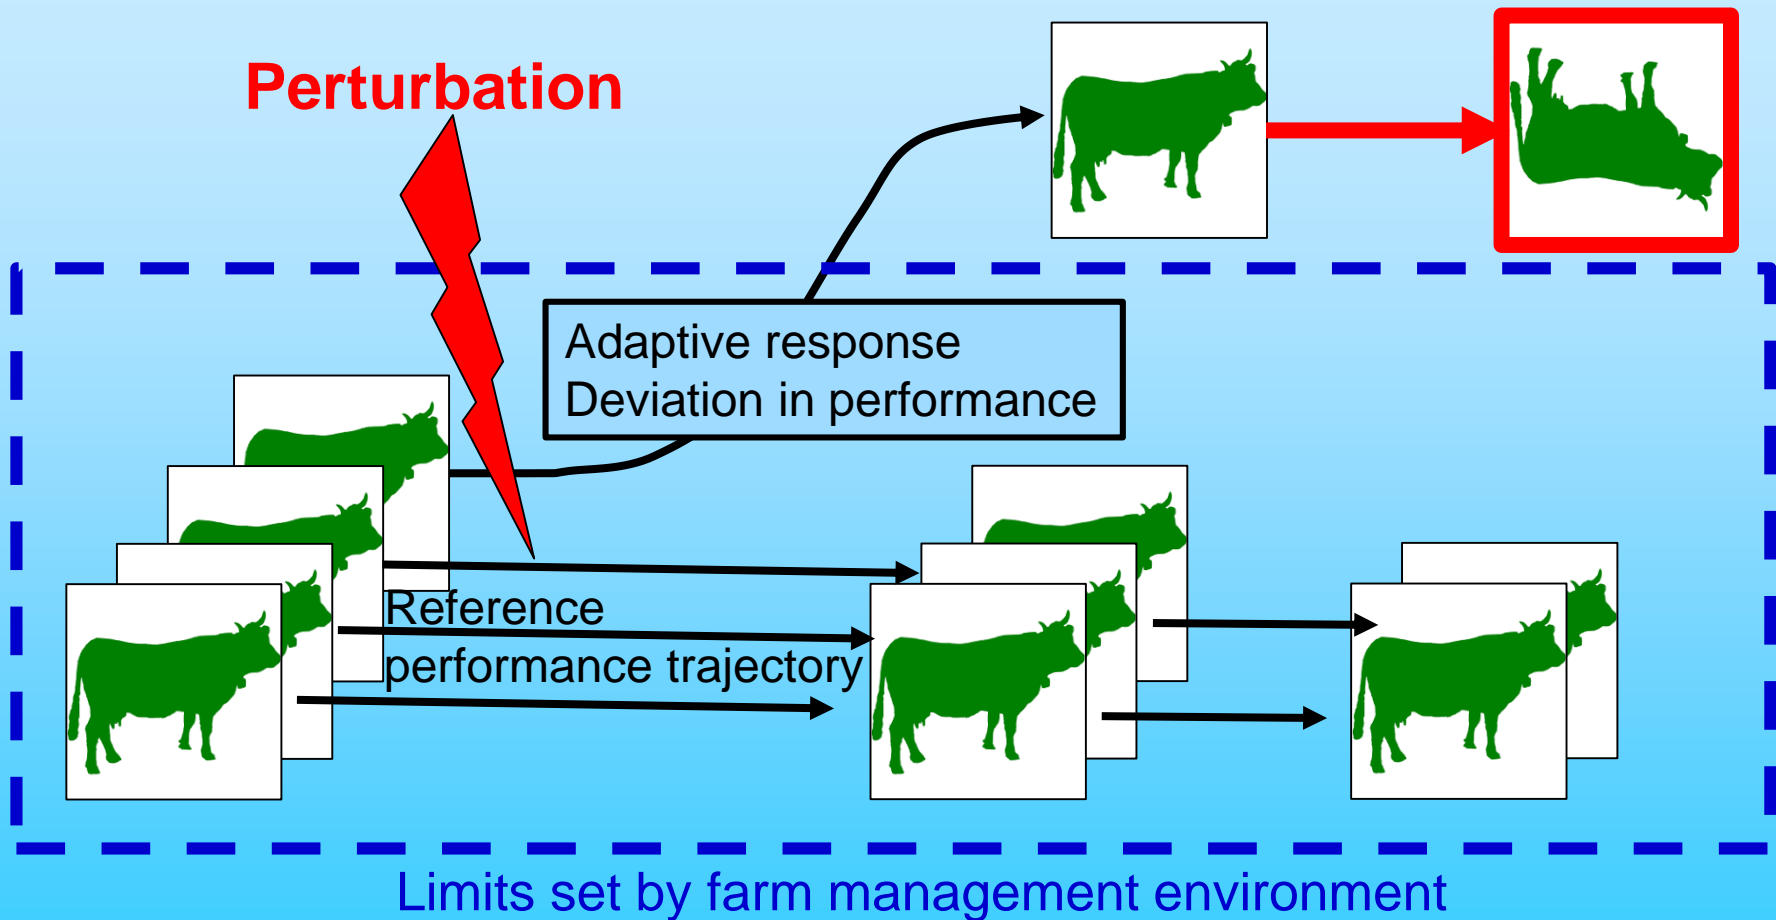 Perturbation
Adaptive response
Deviation in performance
Reference
performance trajectory
Limits set by farm management environment